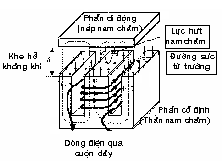 Phần di động
(nắp nam châm)
Lực hút
nam châm
Khe hở
không khí
Đường sức
từ trường
Phần cố định
(Thân nam châm)
Dòng điện qua
cuộn dây